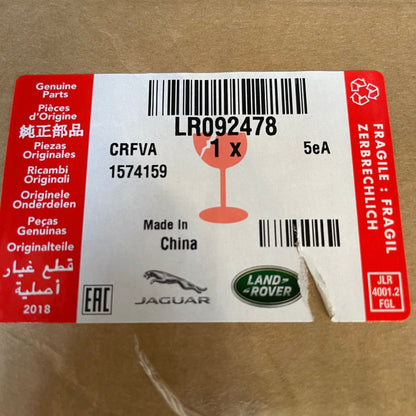 Genuine
Parts
Pièces
d'Origine
純正部品
Piezas
Originales
Ricambi
Originali
Originele
Onderdelen
Peças
Genuinas
Originalteile
قطع غيار
أصلية
2018
LR092478
CRFVA
1 x
5eA
1574159
Made In
China
EAC
JAGUAR
LAND-
ROVER
FRAGILE : FRAGIL
ZERBRECHLICH
JLR
4001.2
FGL